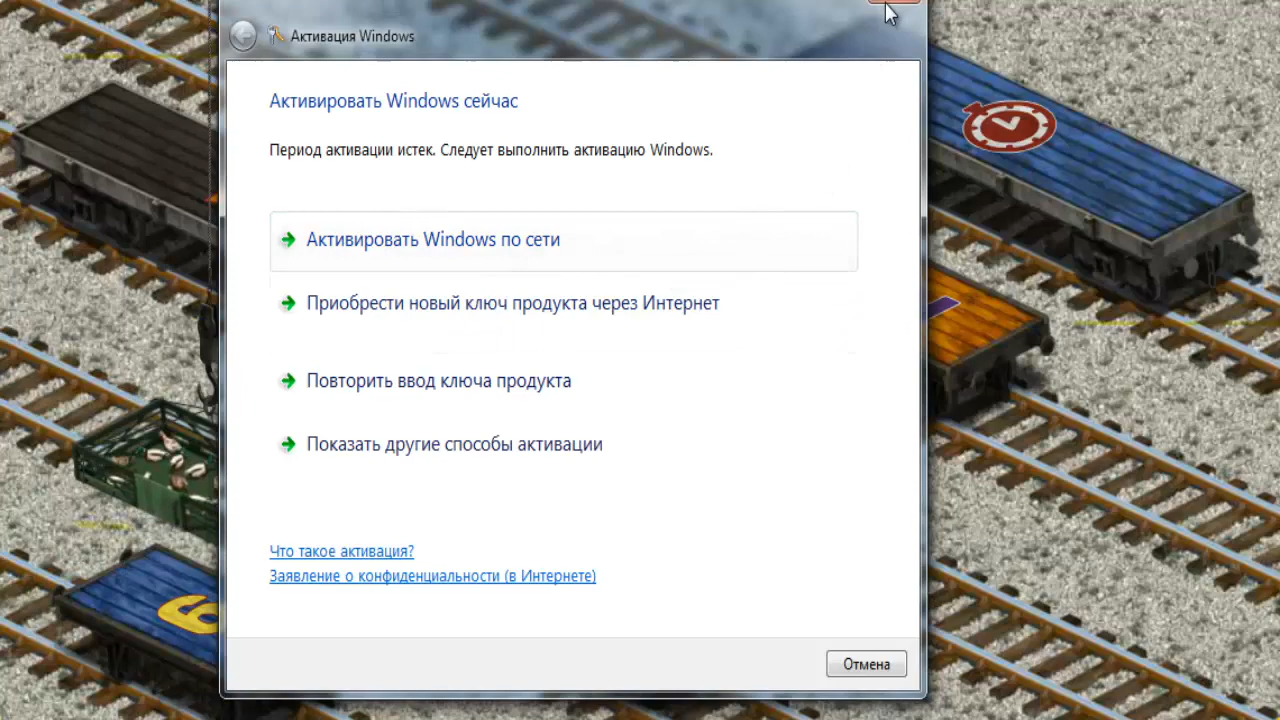 Активация Windows
Активировать Windows сейчас
Период активации истек. Следует выполнить активацию Windows.
Активировать Windows по сети
Приобрести новый ключ продукта через Интернет
Повторить ввод ключа продукта
Показать другие способы активации
Что такое активация?
Заявление о конфиденциальности (в Интернете)
6
Отмена